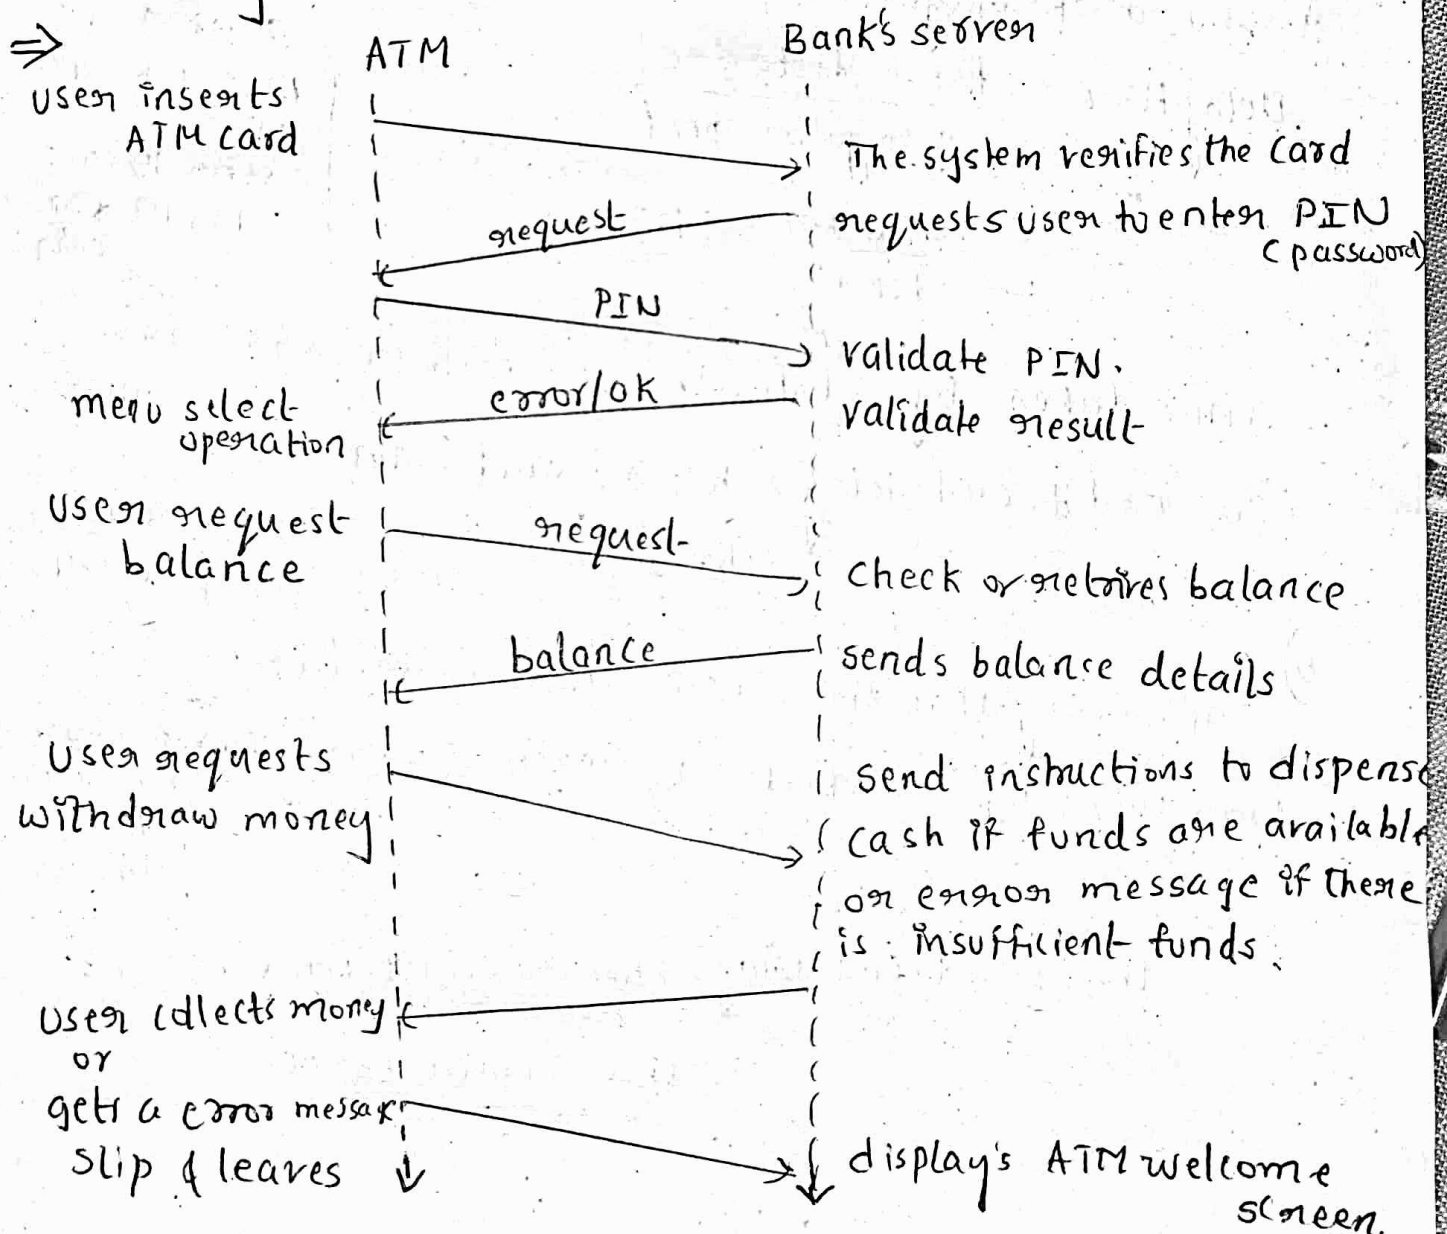 ⇒
ATM
Bank's server
user inserts
ATM card
The system verifies the card
request
requests user to enter PIN
(password)
PIN
validate PIN.
menu select
operation
error/ok
validate result
user request
balance
request
check or retrives balance
balance
sends balance details
User requests
withdraw money
send instructions to dispense
cash if funds are available
or error message if there
is insufficient funds.
user collects money
or
gets a error message
slip & leaves
display's ATM welcome
screen.